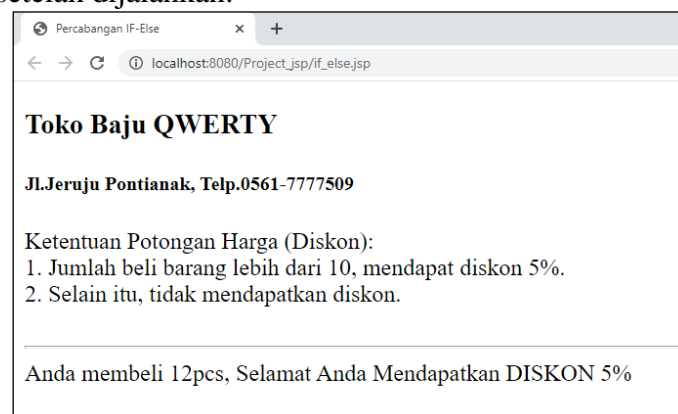 setelah dijalankan.
Percabangan IF-Else
localhost:8080/Project_jsp/if_else.jsp
Toko Baju QWERTY
Jl.Jeruju Pontianak, Telp.0561-7777509
Ketentuan Potongan Harga (Diskon):
1. Jumlah beli barang lebih dari 10, mendapat diskon 5%.
2. Selain itu, tidak mendapatkan diskon.
Anda membeli 12pcs, Selamat Anda Mendapatkan DISKON 5%